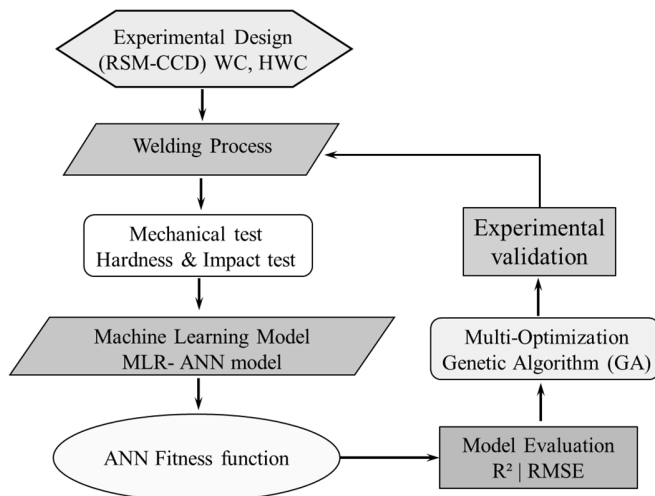 Experimental Design
(RSM-CCD) WC, HWC
Welding Process
Mechanical test
Hardness & Impact test
Machine Learning Model
MLR- ANN model
ANN Fitness function
Model Evaluation
R² | RMSE
Multi-Optimization
Genetic Algorithm (GA)
Experimental
validation